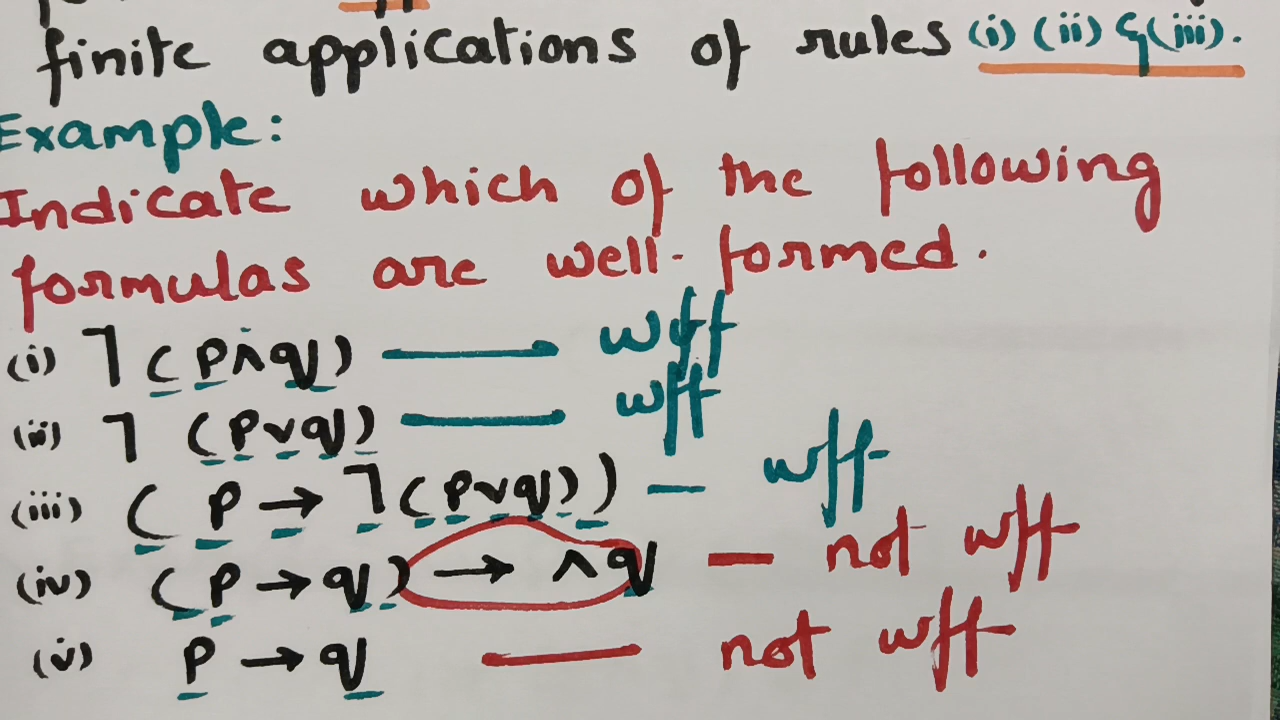 finite applications of rules (i) (ii) & (iii).
Example:
Indicate which of the following
formulas are well-formed.
(i) ┐(p∧q) — wff
(ii) ┐(p∨q) — wff
(iii) (p → ┐(p∨q)) — wff
(iv) (p → q) → ∧q — not wff
(v) p → q — not wff